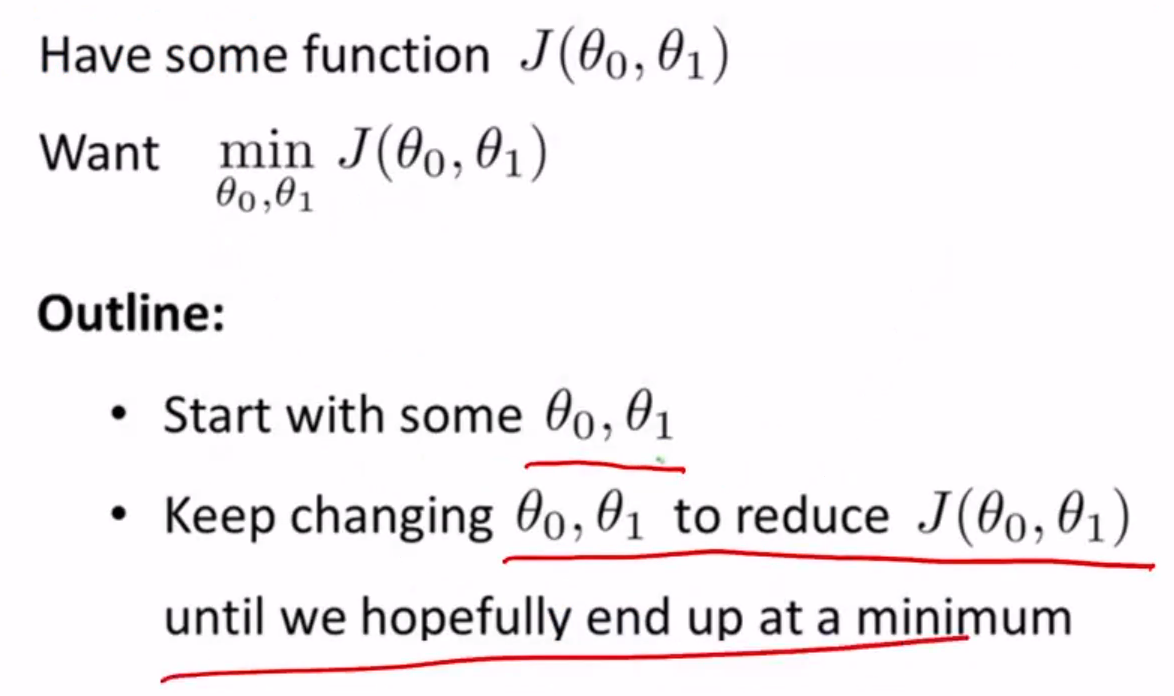 Have some function J(θ₀, θ₁)
Want min J(θ₀, θ₁)
θ₀,θ₁
Outline:
• Start with some θ₀, θ₁
• Keep changing θ₀, θ₁ to reduce J(θ₀, θ₁)
until we hopefully end up at a minimum